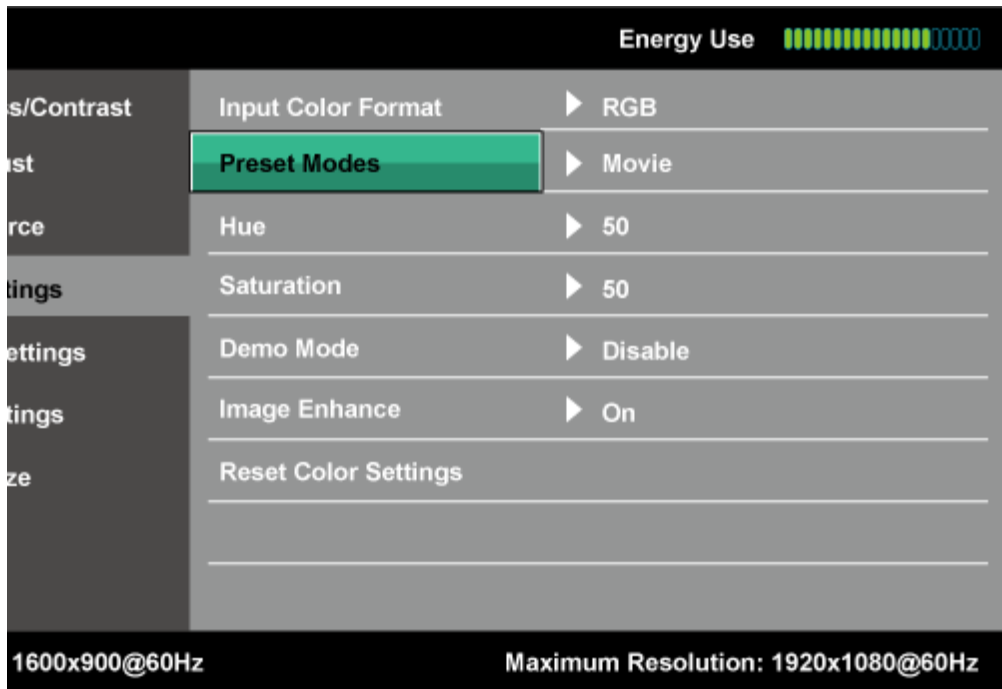 Energy Use
s/Contrast
Input Color Format RGB
ust
Preset Modes Movie
rce
Hue 50
tings
Saturation 50
ettings
Demo Mode Disable
tings
Image Enhance On
ze
Reset Color Settings
1600x900@60Hz Maximum Resolution: 1920x1080@60Hz